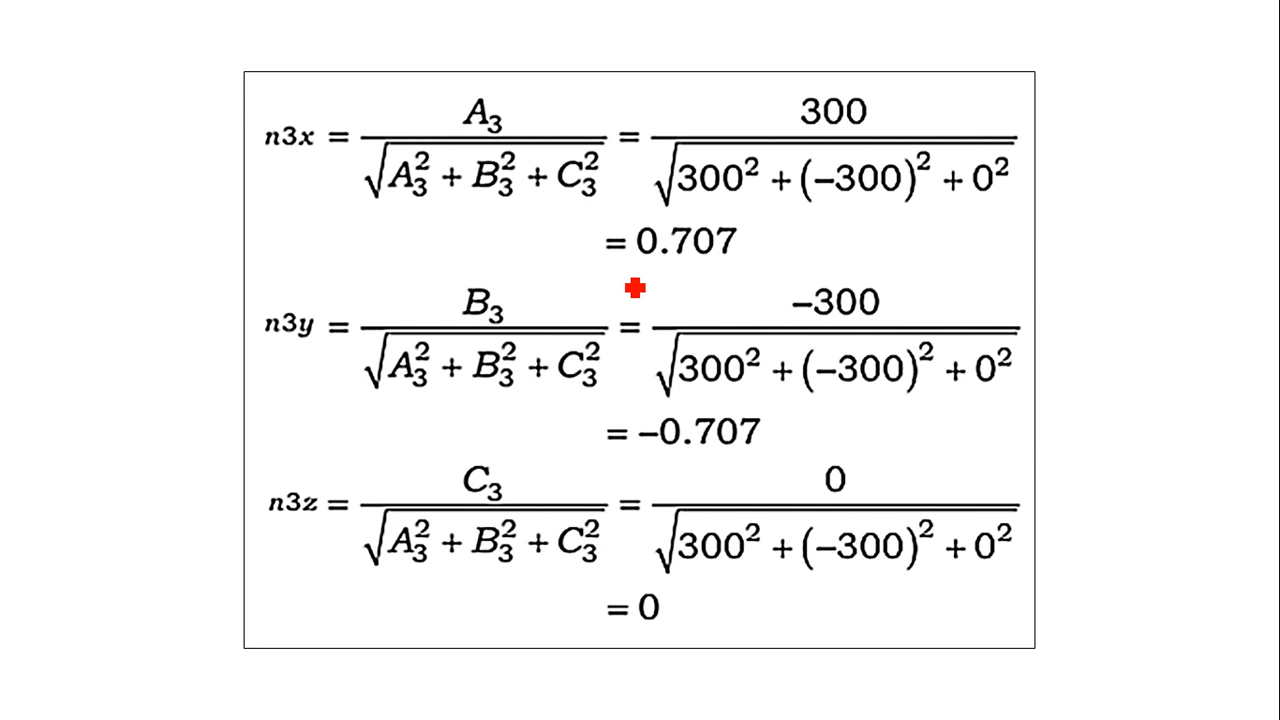 n3x = A₃ / √(A₃² + B₃² + C₃²) = 300 / √(300² + (–300)² + 0²)
= 0.707
n3y = B₃ / √(A₃² + B₃² + C₃²) = –300 / √(300² + (–300)² + 0²)
= –0.707
n3z = C₃ / √(A₃² + B₃² + C₃²) = 0 / √(300² + (–300)² + 0²)
= 0